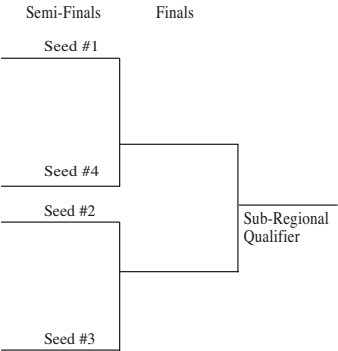 Semi-Finals Finals
Seed #1
Seed #4
Seed #2
Sub-Regional
Qualifier
Seed #3